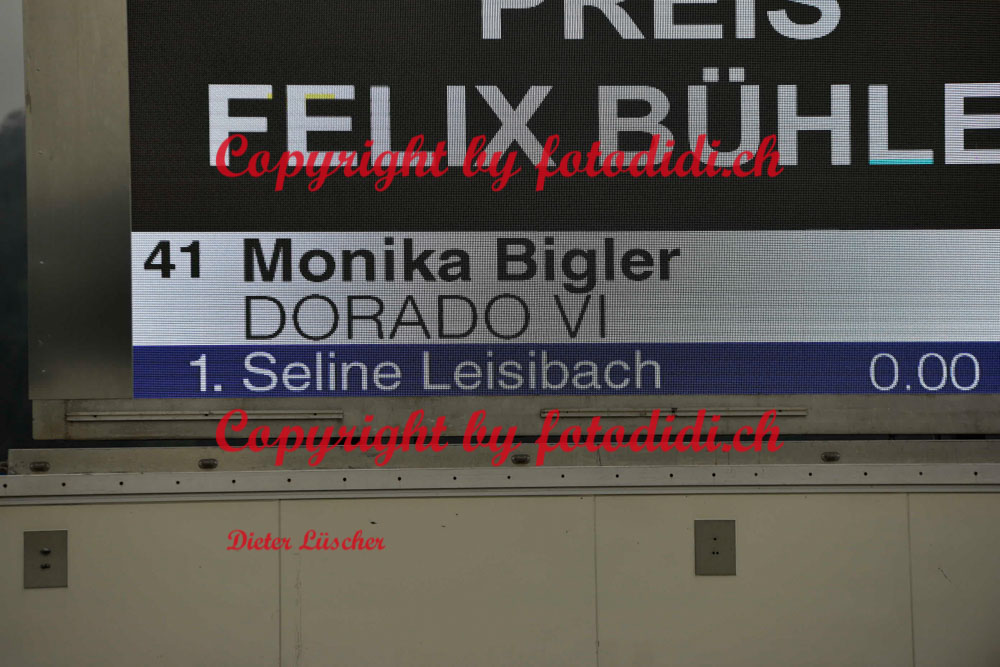 PREIS
FELIX BÜHLE
Copyright by fotodidi.ch
41 Monika Bigler
DORADO VI
1. Seline Leisibach 0.00
Copyright by fotodidi.ch
Dieter Lüscher